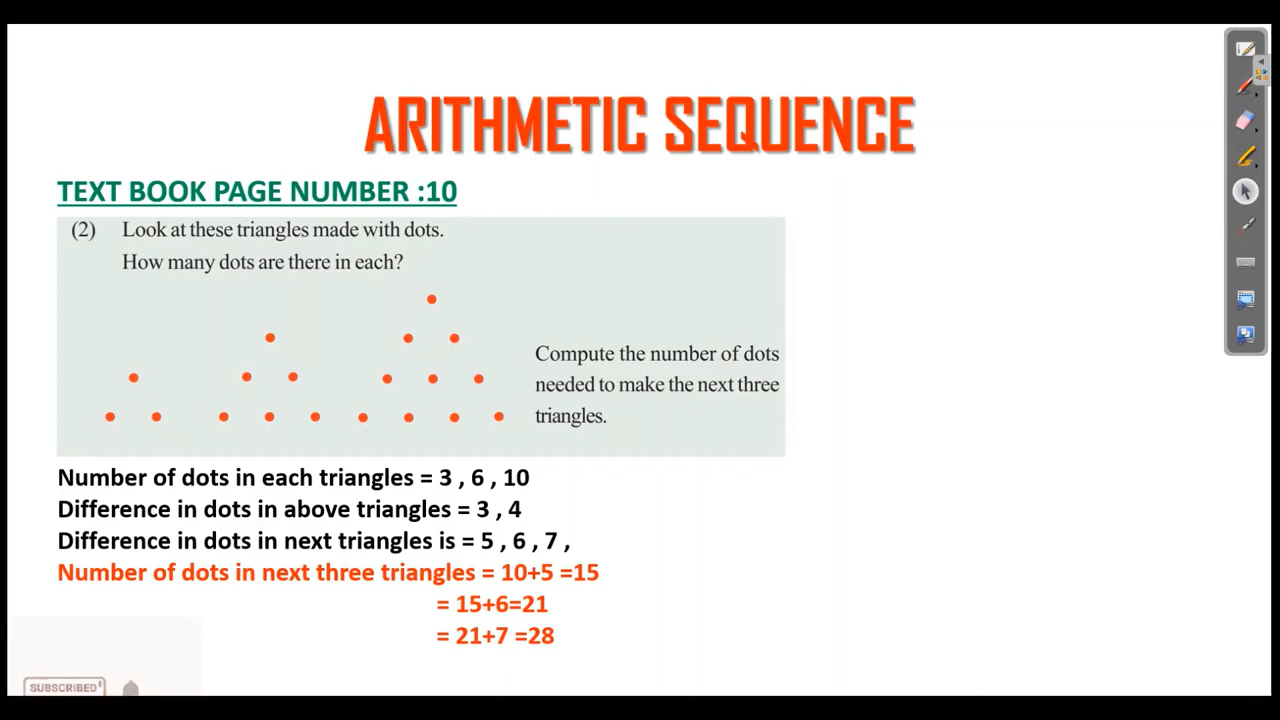 ARITHMETIC SEQUENCE
TEXT BOOK PAGE NUMBER :10
(2) Look at these triangles made with dots.
How many dots are there in each?
Compute the number of dots
needed to make the next three
triangles.
Number of dots in each triangles = 3 , 6 , 10
Difference in dots in above triangles = 3 , 4
Difference in dots in next triangles is = 5 , 6 , 7 ,
Number of dots in next three triangles = 10+5 =15
= 15+6=21
= 21+7 =28
SUBSCRIBED